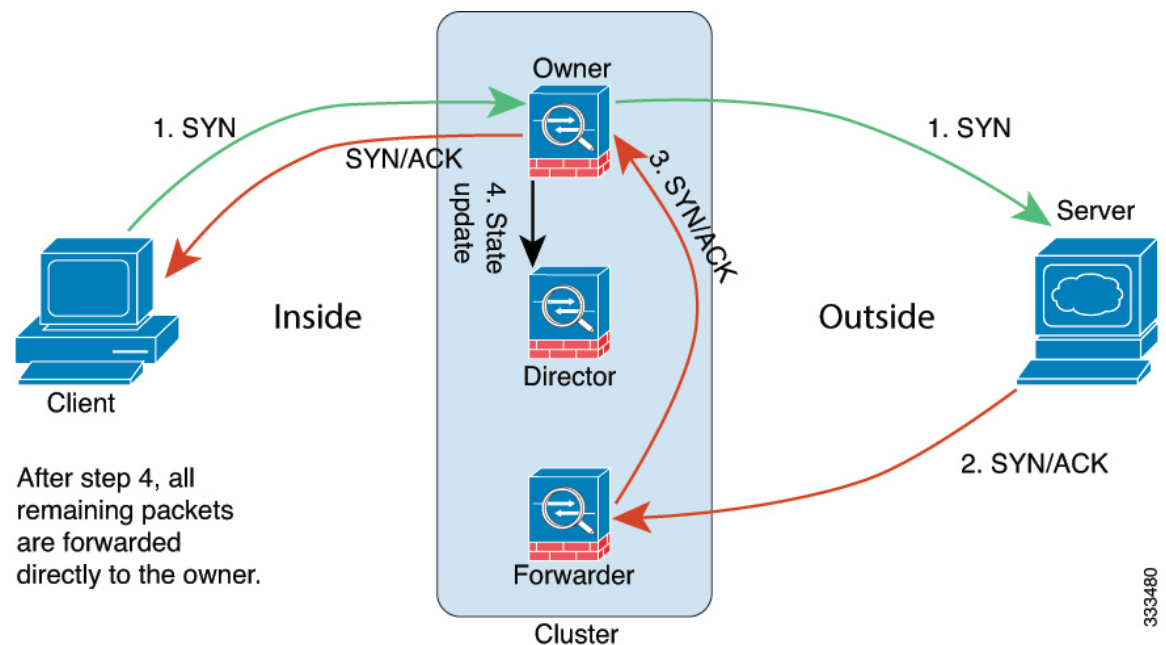 Owner
1. SYN
1. SYN
SYN/ACK
3. SYN/ACK
4. State
update
Server
Inside
Outside
Director
Client
2. SYN/ACK
After step 4, all
remaining packets
are forwarded
directly to the owner.
Forwarder
333480
Cluster